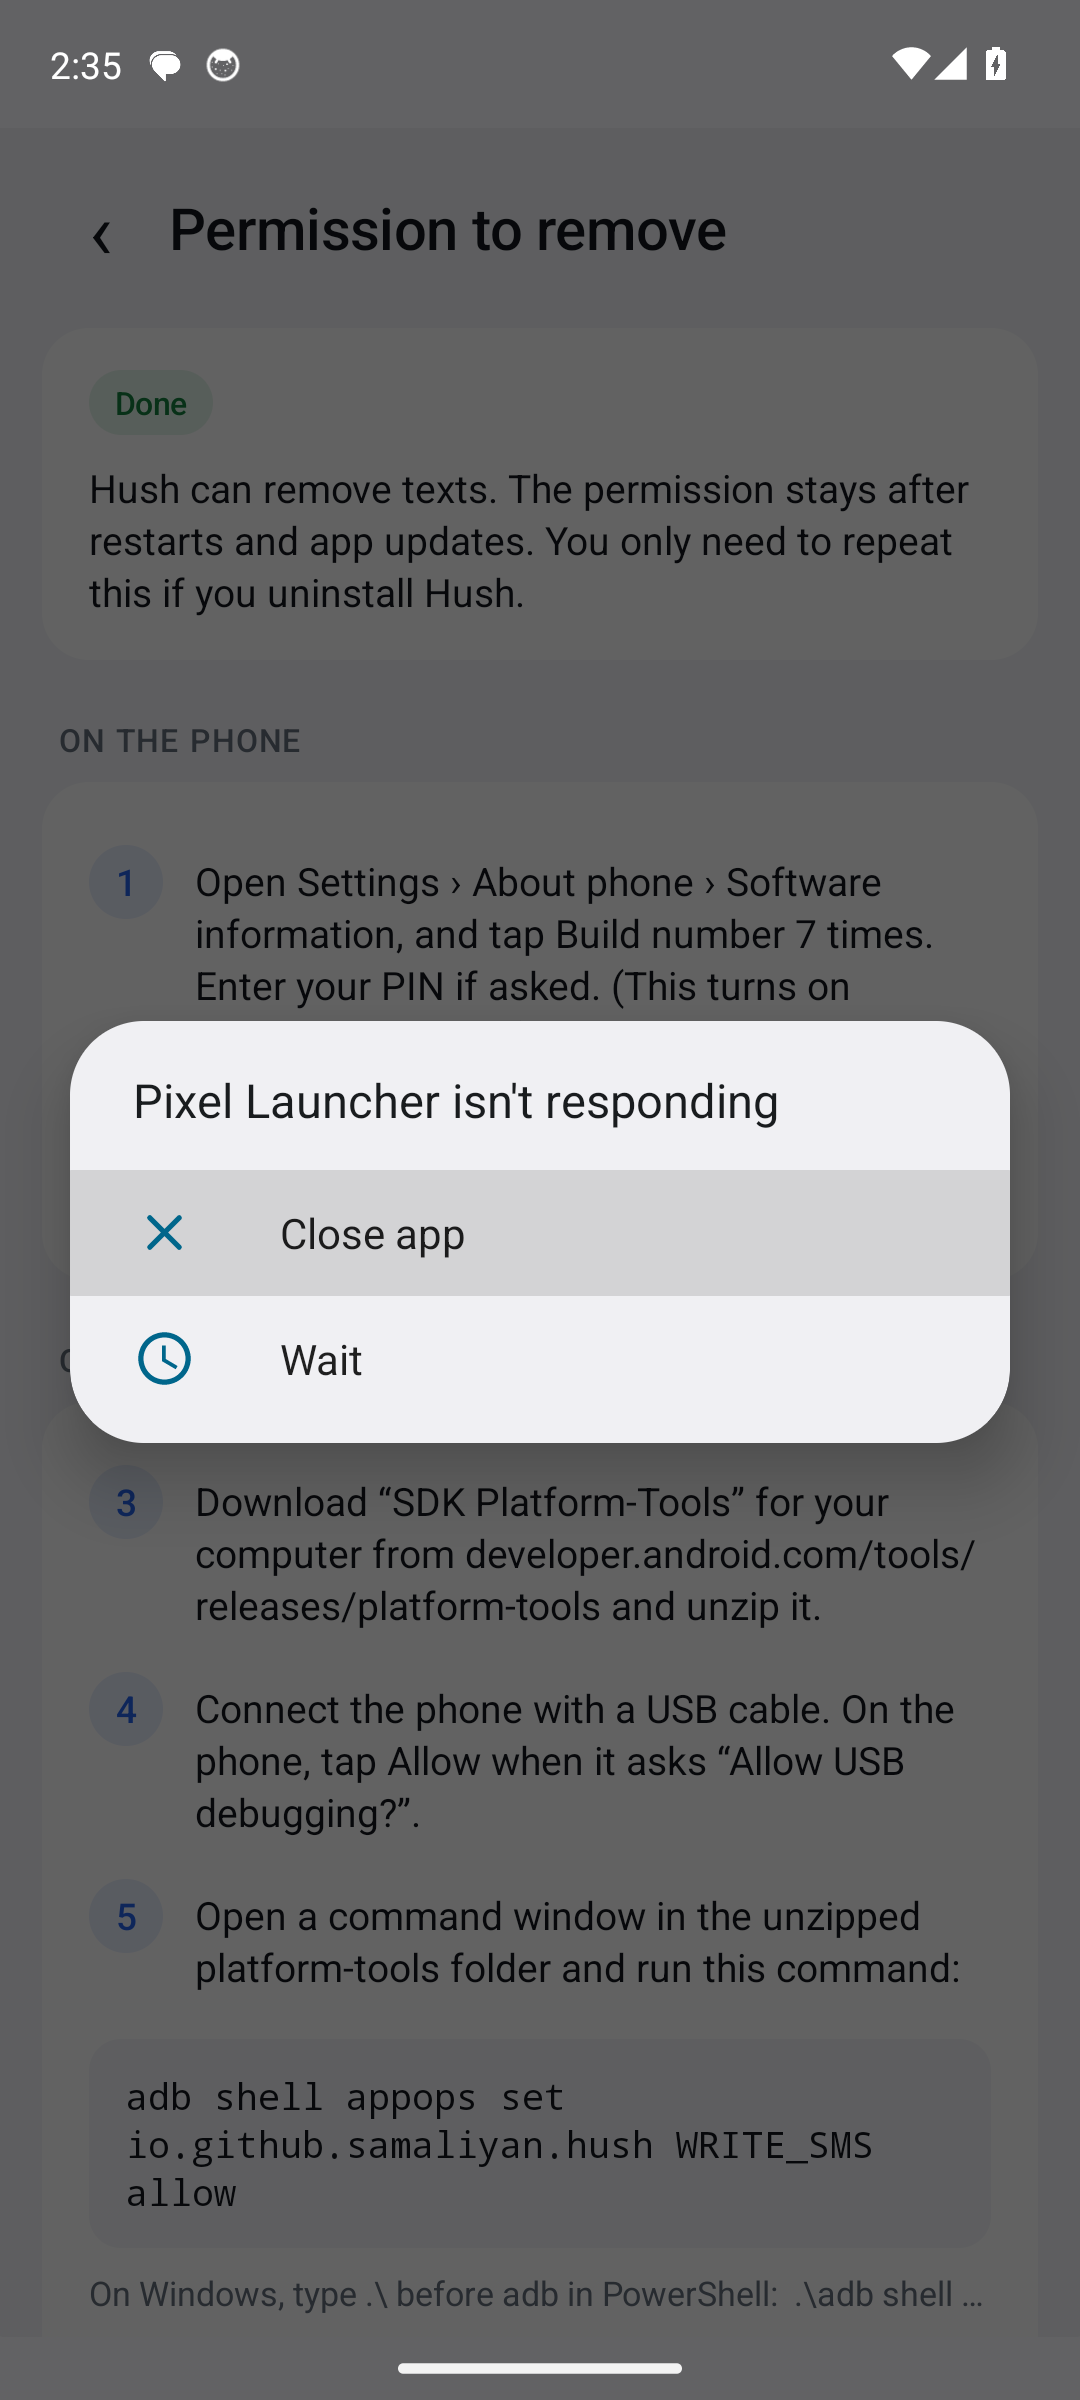 2:35
‹ Permission to remove
Done
Hush can remove texts. The permission stays after
restarts and app updates. You only need to repeat
this if you uninstall Hush.
ON THE PHONE
1 Open Settings › About phone › Software
information, and tap Build number 7 times.
Enter your PIN if asked. (This turns on
Pixel Launcher isn't responding
Close app
Wait
3 Download “SDK Platform-Tools” for your
computer from developer.android.com/tools/
releases/platform-tools and unzip it.
4 Connect the phone with a USB cable. On the
phone, tap Allow when it asks “Allow USB
debugging?”.
5 Open a command window in the unzipped
platform-tools folder and run this command:
adb shell appops set
io.github.samaliyan.hush WRITE_SMS
allow
On Windows, type .\ before adb in PowerShell:  .\adb shell …